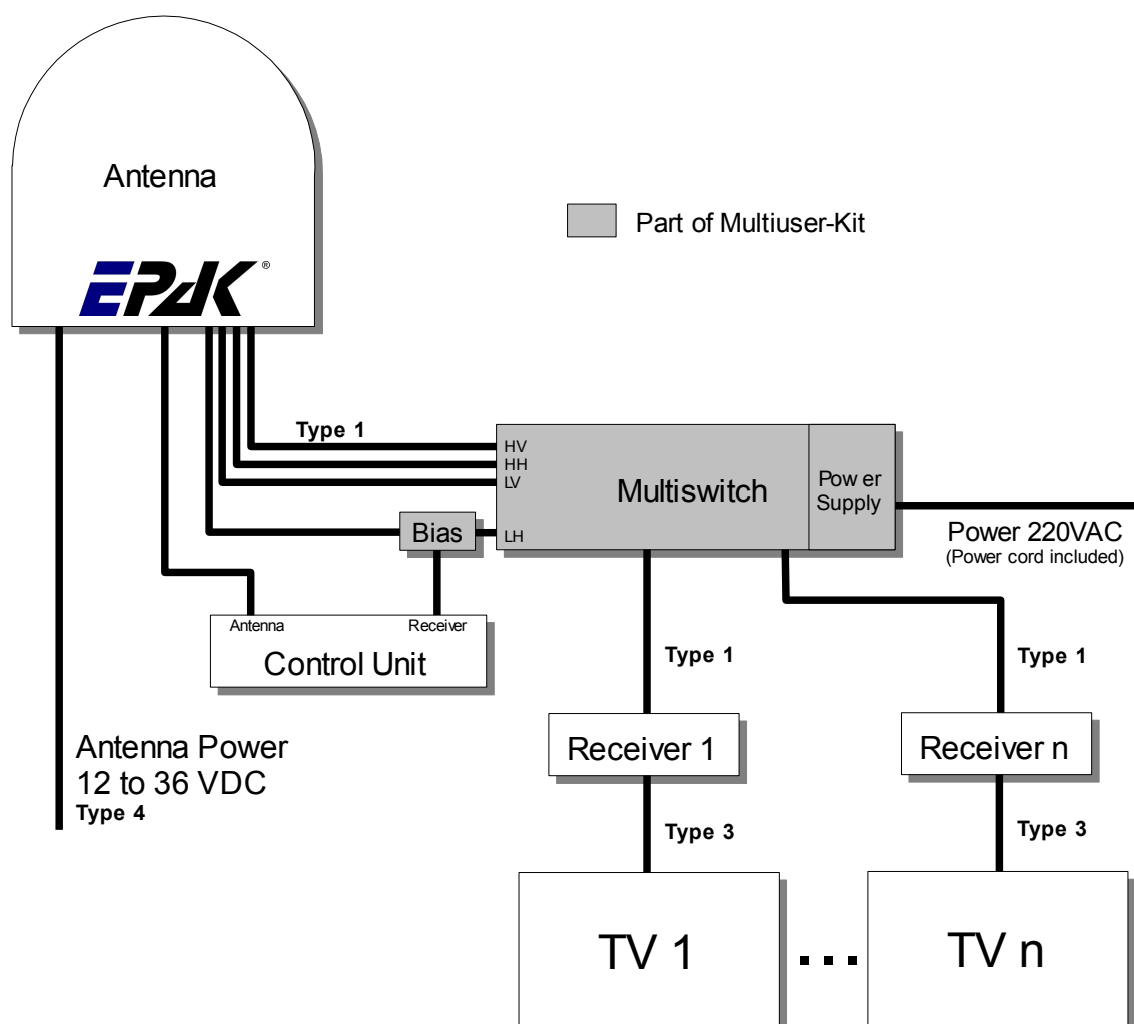 Antenna
EPAK®
Part of Multiuser-Kit
Type 1
HV
HH
LV
LH
Multiswitch
Power
Supply
Bias
Power 220VAC
(Power cord included)
Antenna
Receiver
Control Unit
Type 1
Type 1
Antenna Power
12 to 36 VDC
Type 4
Receiver 1
Receiver n
Type 3
Type 3
TV 1
...
TV n